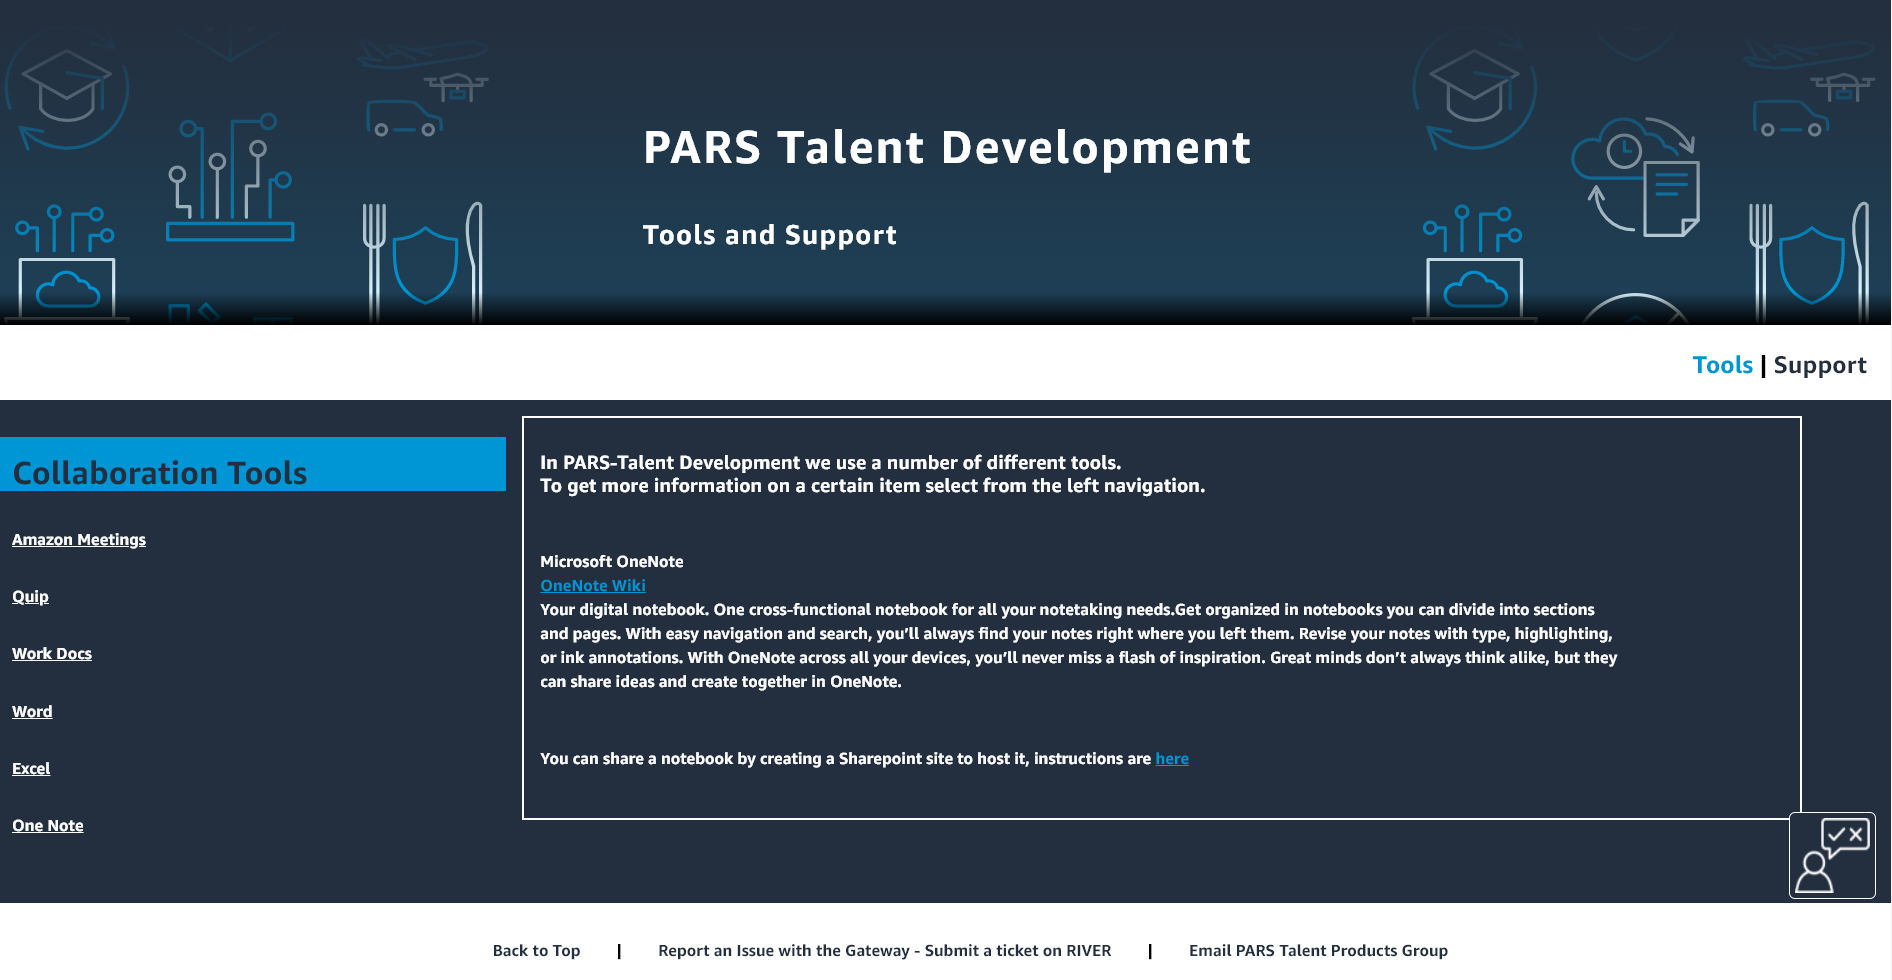 PARS Talent Development
Tools and Support
Tools | Support
Collaboration Tools
Amazon Meetings
Quip
Work Docs
Word
Excel
One Note
In PARS-Talent Development we use a number of different tools.
To get more information on a certain item select from the left navigation.
Microsoft OneNote
OneNote Wiki
Your digital notebook. One cross-functional notebook for all your notetaking needs.Get organized in notebooks you can divide into sections
and pages. With easy navigation and search, you’ll always find your notes right where you left them. Revise your notes with type, highlighting,
or ink annotations. With OneNote across all your devices, you’ll never miss a flash of inspiration. Great minds don’t always think alike, but they
can share ideas and create together in OneNote.
You can share a notebook by creating a Sharepoint site to host it, instructions are here
Back to Top | Report an Issue with the Gateway - Submit a ticket on RIVER | Email PARS Talent Products Group